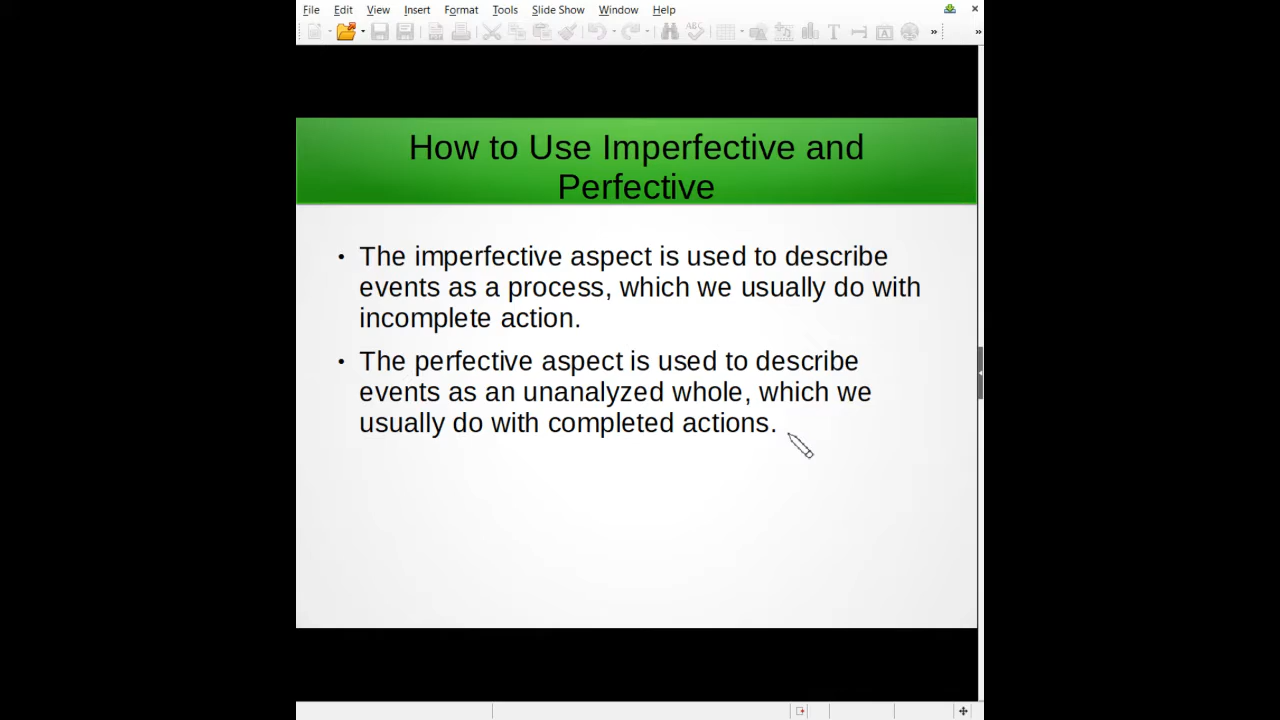 File Edit View Insert Format Tools Slide Show Window Help
How to Use Imperfective and
Perfective
• The imperfective aspect is used to describe
events as a process, which we usually do with
incomplete action.
• The perfective aspect is used to describe
events as an unanalyzed whole, which we
usually do with completed actions.